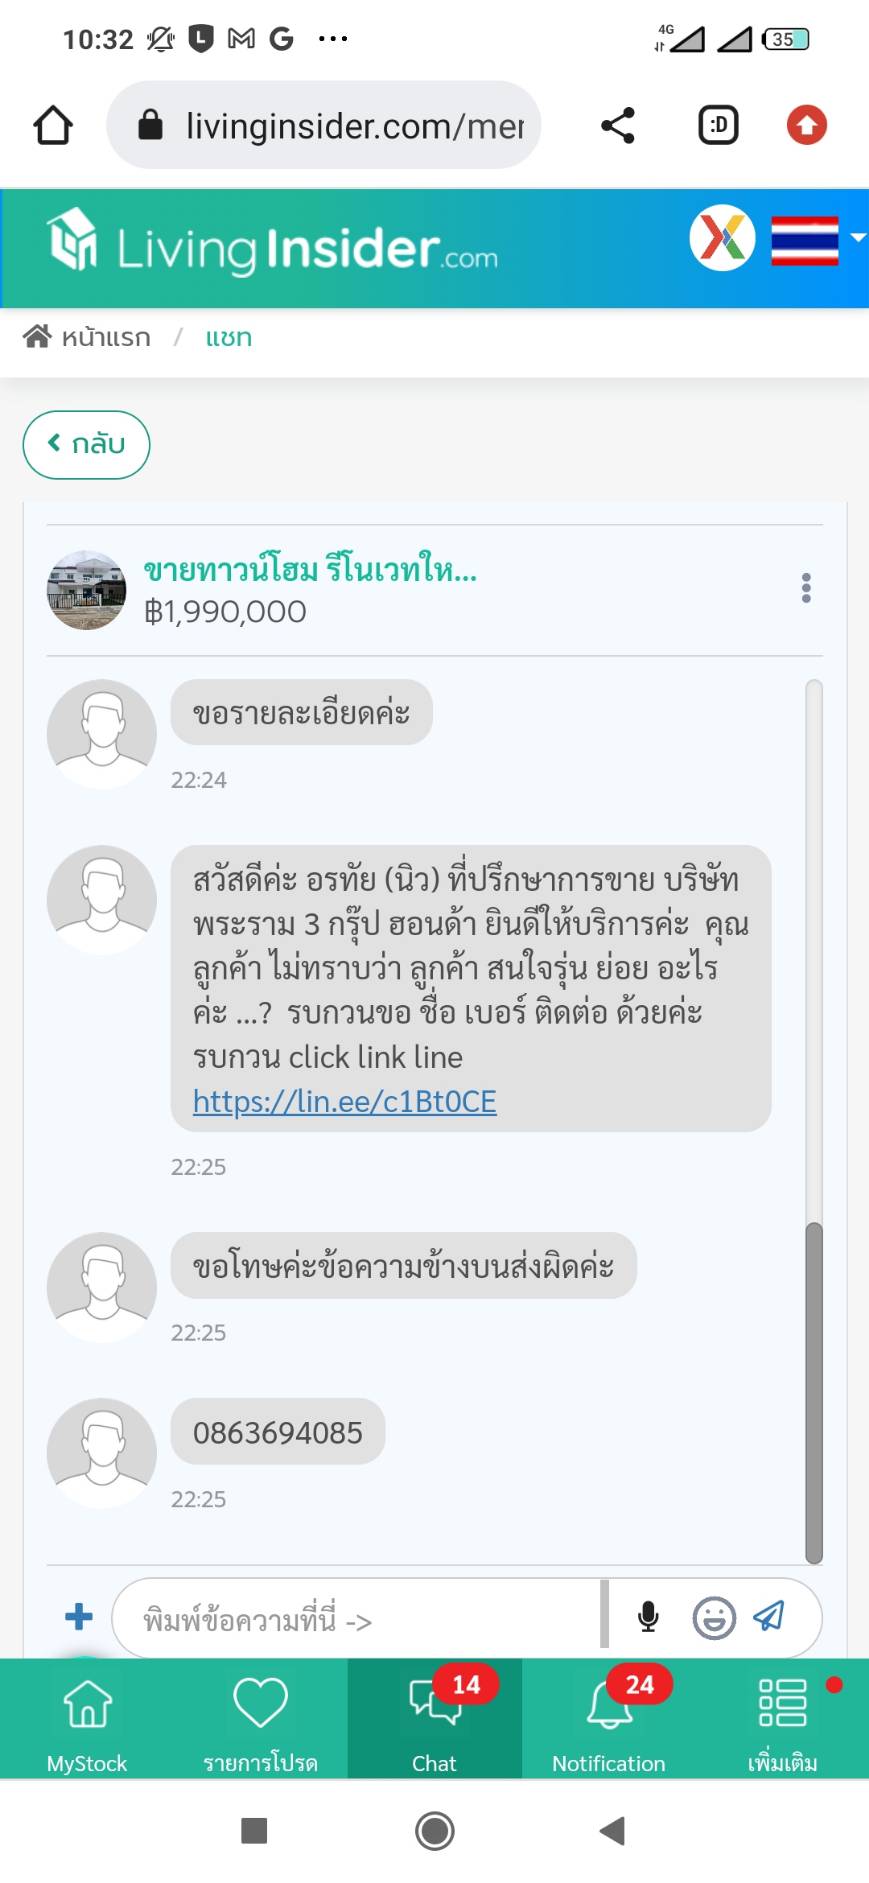 10:32
4G
35
livinginsider.com/mer
:D
LivingInsider.com
หน้าแรก / แชท
กลับ
ขายทาวน์โฮม รีโนเวทให...
฿1,990,000
ขอรายละเอียดค่ะ
22:24
สวัสดีค่ะ อรทัย (นิว) ที่ปรึกษาการขาย บริษัท
พระราม 3 กรุ๊ป ฮอนด้า ยินดีให้บริการค่ะ คุณ
ลูกค้า ไม่ทราบว่า ลูกค้า สนใจรุ่น ย่อย อะไร
ค่ะ ...? รบกวนขอ ชื่อ เบอร์ ติดต่อ ด้วยค่ะ
รบกวน click link line
https://lin.ee/c1Bt0CE
22:25
ขอโทษค่ะข้อความข้างบนส่งผิดค่ะ
22:25
0863694085
22:25
พิมพ์ข้อความที่นี่ ->
14
24
MyStock
รายการโปรด
Chat
Notification
เพิ่มเติม